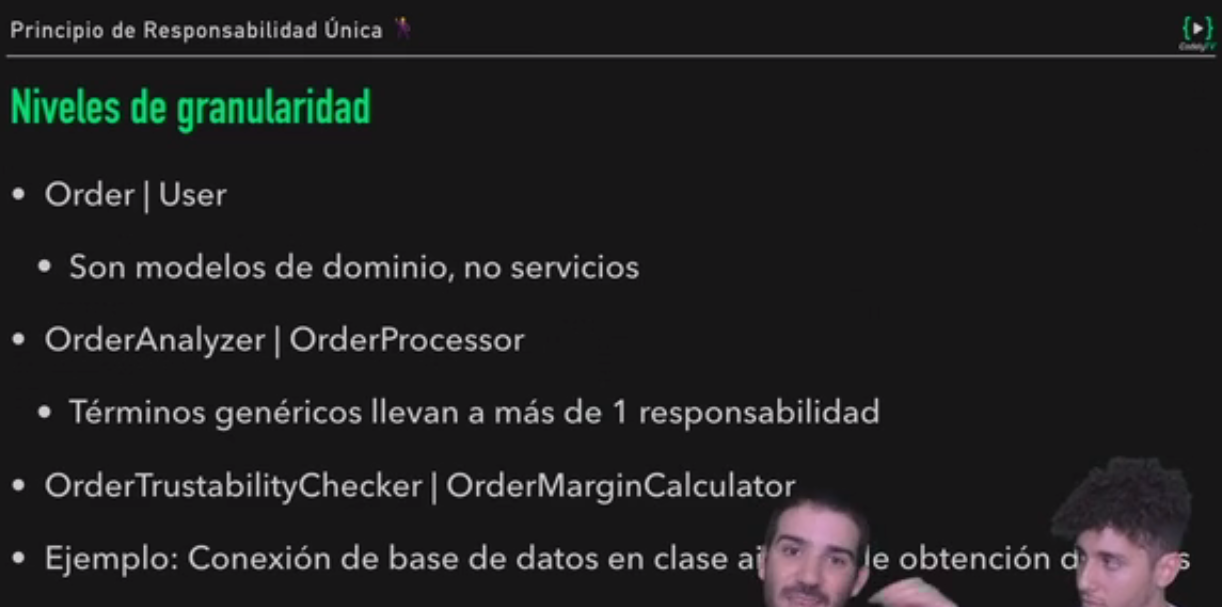 Principio de Responsabilidad Única
CodelyTV
Niveles de granularidad
• Order | User
• Son modelos de dominio, no servicios
• OrderAnalyzer | OrderProcessor
• Términos genéricos llevan a más de 1 responsabilidad
• OrderTrustabilityChecker | OrderMarginCalculator
• Ejemplo: Conexión de base de datos en clase obtención